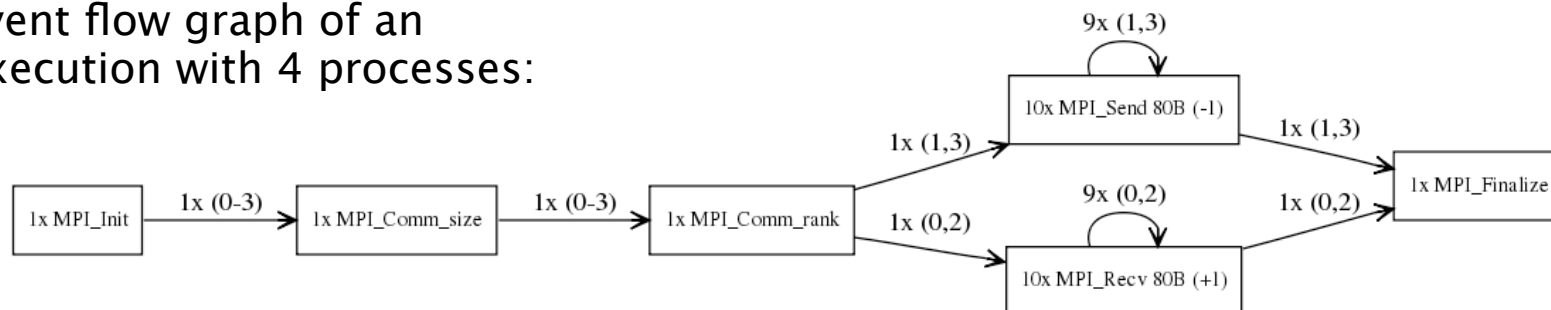 vent flow graph of an
xecution with 4 processes:
9x (1,3)
10x MPI_Send 80B (-1)
1x (1,3)
1x (1,3)
1x MPI_Init
1x (0-3)
1x MPI_Comm_size
1x (0-3)
1x MPI_Comm_rank
1x MPI_Finalize
1x (0,2)
9x (0,2)
1x (0,2)
10x MPI_Recv 80B (+1)